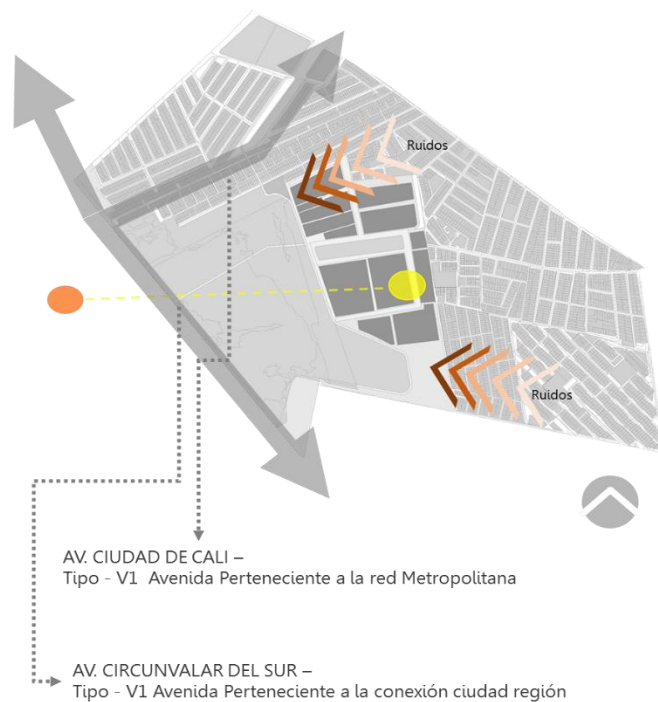 Ruidos
Ruidos
AV. CIUDAD DE CALI –
Tipo - V1 Avenida Perteneciente a la red Metropolitana
AV. CIRCUNVALAR DEL SUR –
Tipo - V1 Avenida Perteneciente a la conexión ciudad región